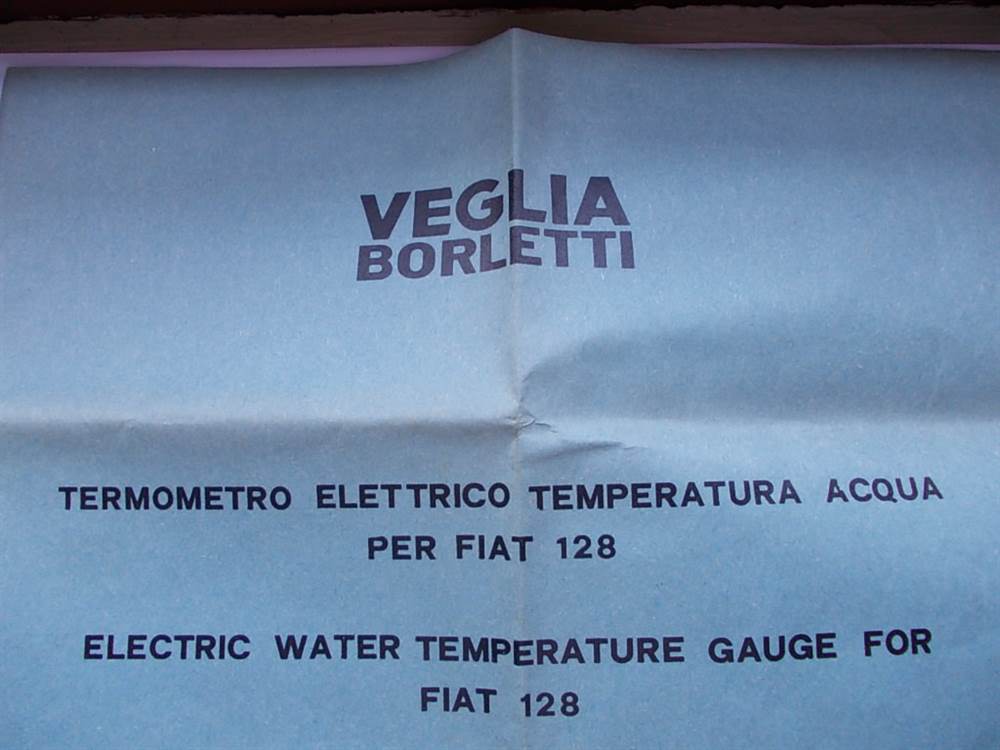 VEGLIA
BORLETTI
TERMOMETRO ELETTRICO TEMPERATURA ACQUA
PER FIAT 128
ELECTRIC WATER TEMPERATURE GAUGE FOR
FIAT 128